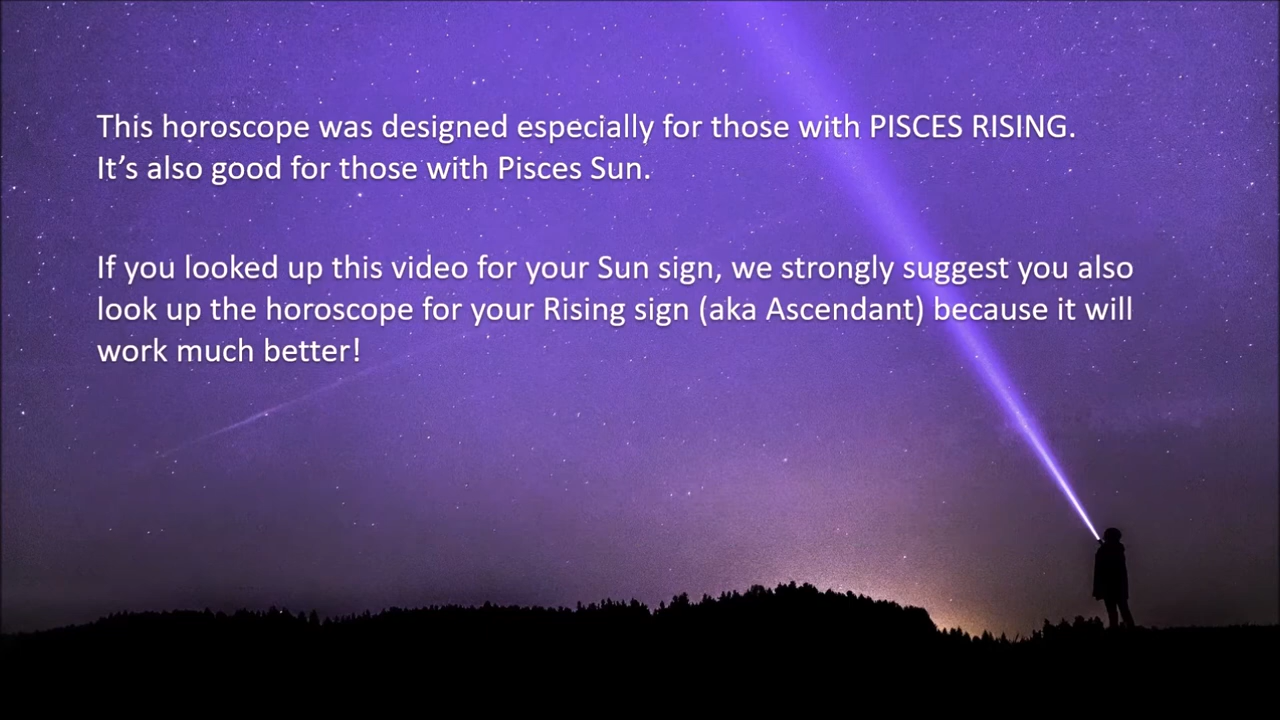 This horoscope was designed especially for those with PISCES RISING.
It’s also good for those with Pisces Sun.
If you looked up this video for your Sun sign, we strongly suggest you also
look up the horoscope for your Rising sign (aka Ascendant) because it will
work much better!